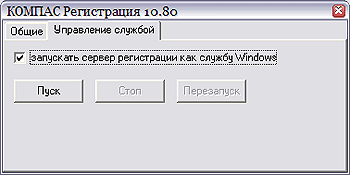 КОМПАС Регистрация 10.80
Общие Управление службой
запускать сервер регистрации как службу Windows
Пуск Стоп Перезапуск